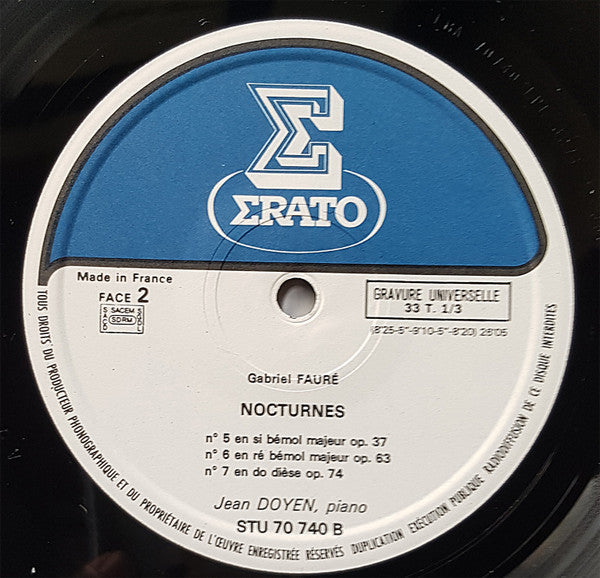 Σ
ΣRATO
Made in France
FACE 2
SACEM
SDRM
SACD
SGDL
GRAVURE UNIVERSELLE
33 T. 1/3
(8'25-5"-9'10-5"-8'20) 26'05
Gabriel FAURÉ
NOCTURNES
n° 5 en si bémol majeur op. 37
n° 6 en ré bémol majeur op. 63
n° 7 en do dièse op. 74
Jean DOYEN, piano
STU 70 740 B
TOUS DROITS DU PRODUCTEUR PHONOGRAPHIQUE ET DU PROPRIÉTAIRE DE L'ŒUVRE ENREGISTRÉE RÉSERVÉS DUPLICATION EXÉCUTION PUBLIQUE RADIODIFFUSION DE CE DISQUE INTERDITES